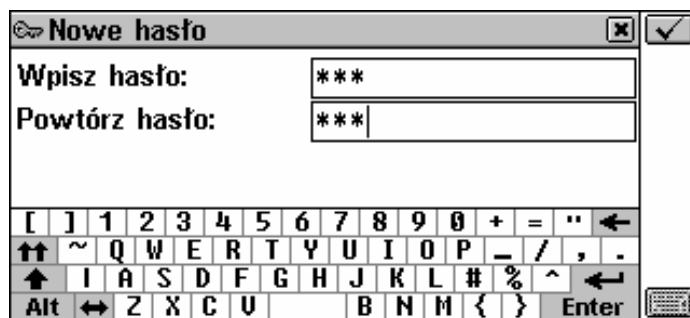 Nowe hasło
Wpisz hasło: ***
Powtórz hasło: ***
[ ] 1 2 3 4 5 6 7 8 9 0 + = "
~ Q W E R T Y U I O P _ / , .
| A S D F G H J K L # % ^
Alt Z X C V B N M { } Enter